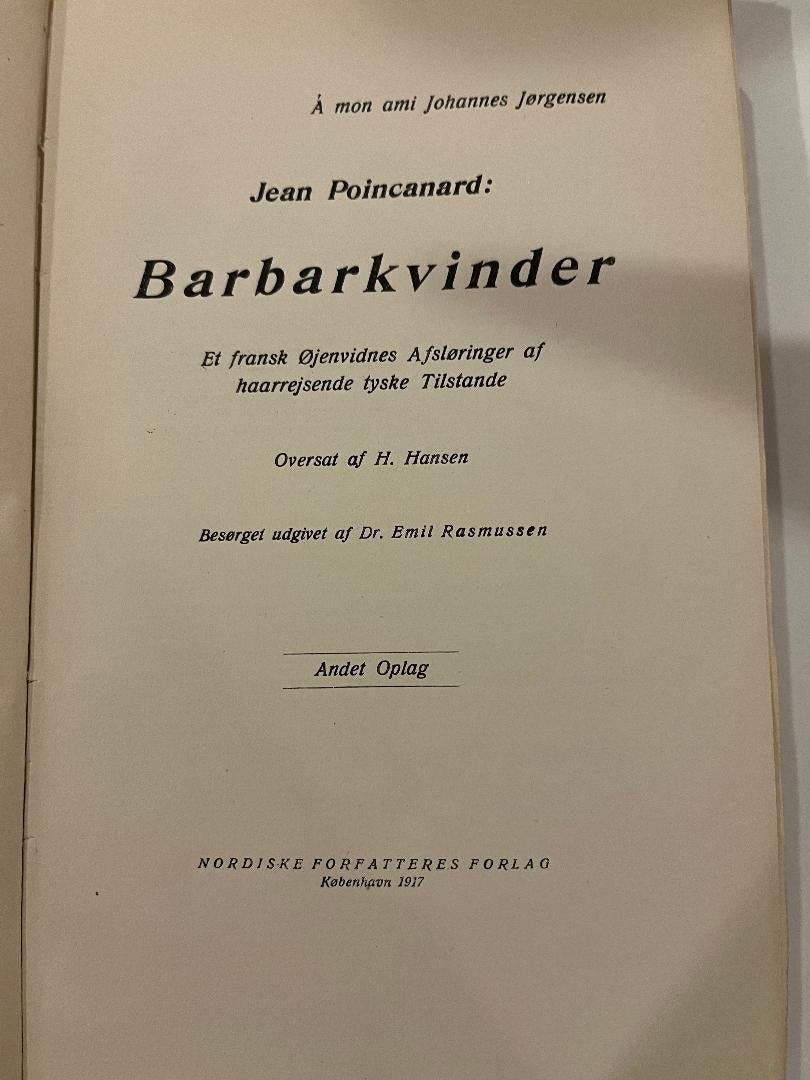 À mon ami Johannes Jørgensen
Jean Poincanard:
Barbarkvinder
Et fransk Øjenvidnes Afsløringer af
haarrejsende tyske Tilstande
Oversat af H. Hansen
Besørget udgivet af Dr. Emil Rasmussen
Andet Oplag
NORDISKE FORFATTERES FORLAG
København 1917